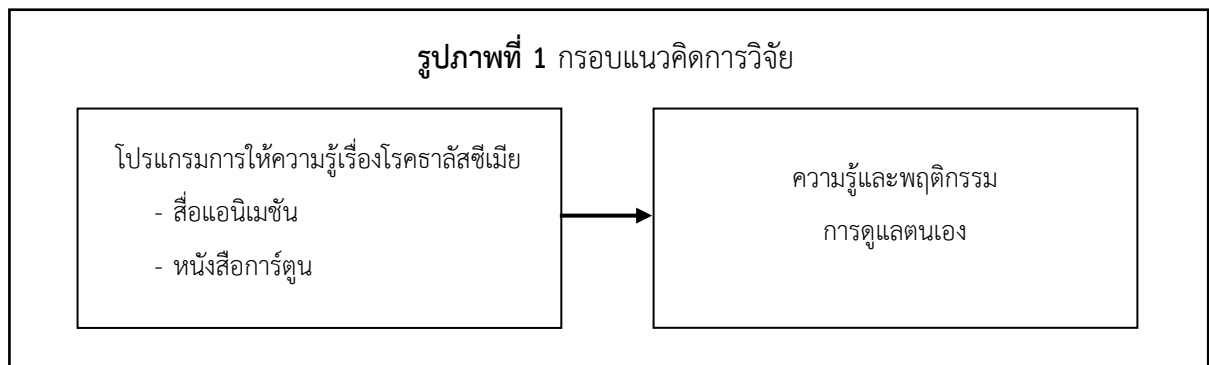 รูปภาพที่ 1 กรอบแนวคิดการวิจัย
โปรแกรมการให้ความรู้เรื่องโรคธาลัสซีเมีย
- สื่อแอนิเมชัน
- หนังสือการ์ตูน
ความรู้และพฤติกรรม
การดูแลตนเอง